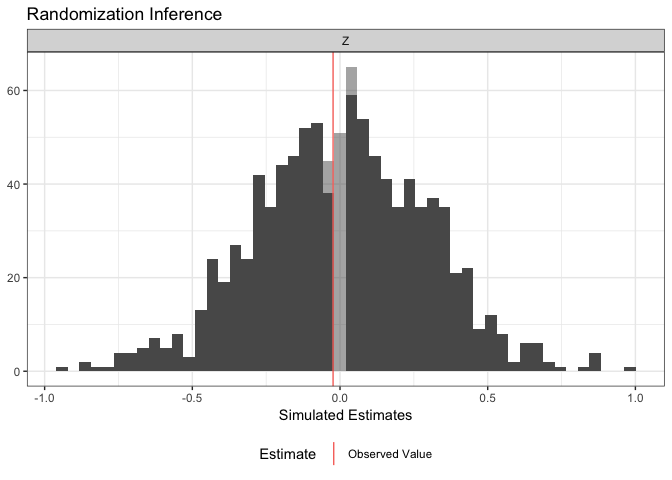 Randomization Inference
Z
60
40
20
0
-1.0 -0.5 0.0 0.5 1.0
Simulated Estimates
Estimate Observed Value